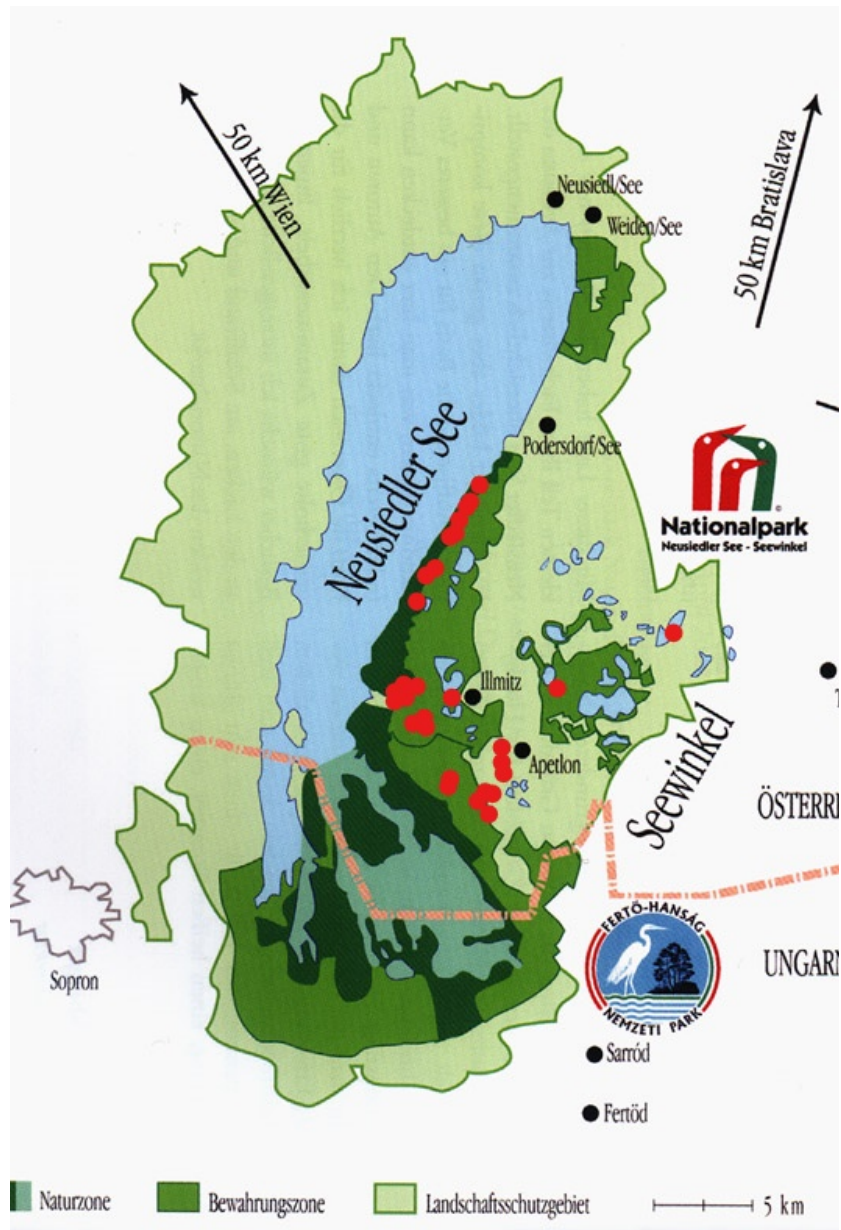 50 km Wien
50 km Bratislava
Neusiedl/See
Weiden/See
Neusiedler See
Podersdorf/See
Nationalpark
Neusiedler See - Seewinkel
Illmitz
Apetlon
Seewinkel
ÖSTERR
Sopron
FERTŐ-HANSÁG
NEMZETI PARK
UNGAR
Sarród
Fertöd
Naturzone
Bewahrungszone
Landschaftsschutzgebiet
5 km